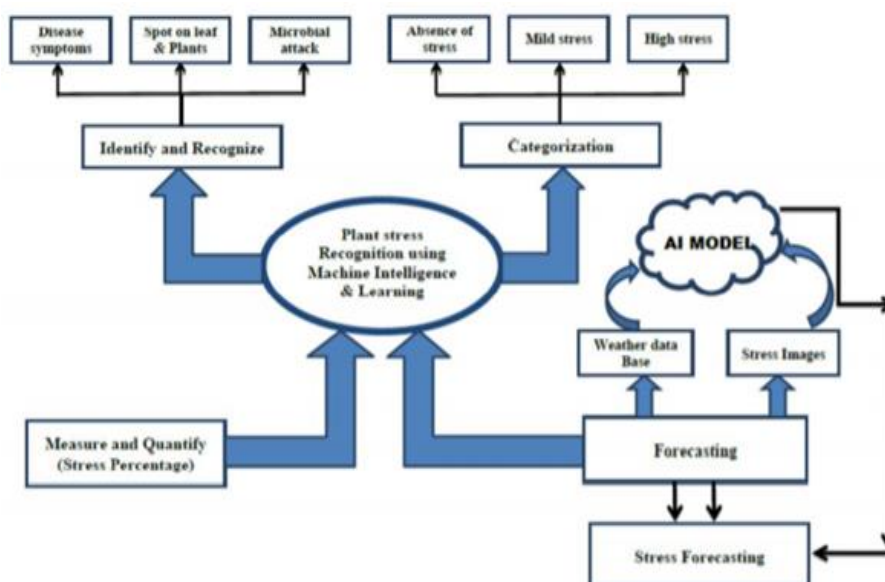 Disease
symptoms
Spot on leaf
& Plants
Microbial
attack
Absence of
stress
Mild stress
High stress
Identify and Recognize
Categorization
Plant stress
Recognition using
Machine Intelligence
& Learning
AI MODEL
Weather data
Base
Stress Images
Measure and Quantify
(Stress Percentage)
Forecasting
Stress Forecasting